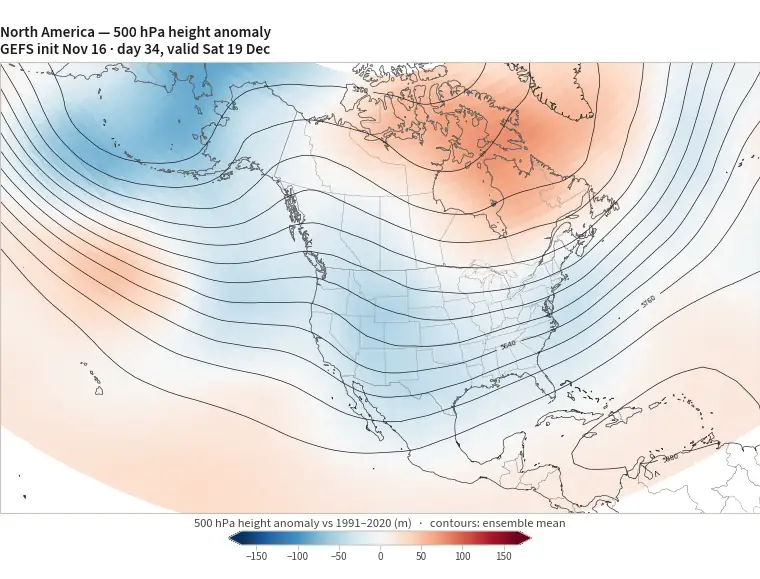 North America — 500 hPa height anomaly
GEFS init Nov 16 · day 34, valid Sat 19 Dec
5760
5640
5880
500 hPa height anomaly vs 1991–2020 (m) · contours: ensemble mean
−150 −100 −50 0 50 100 150